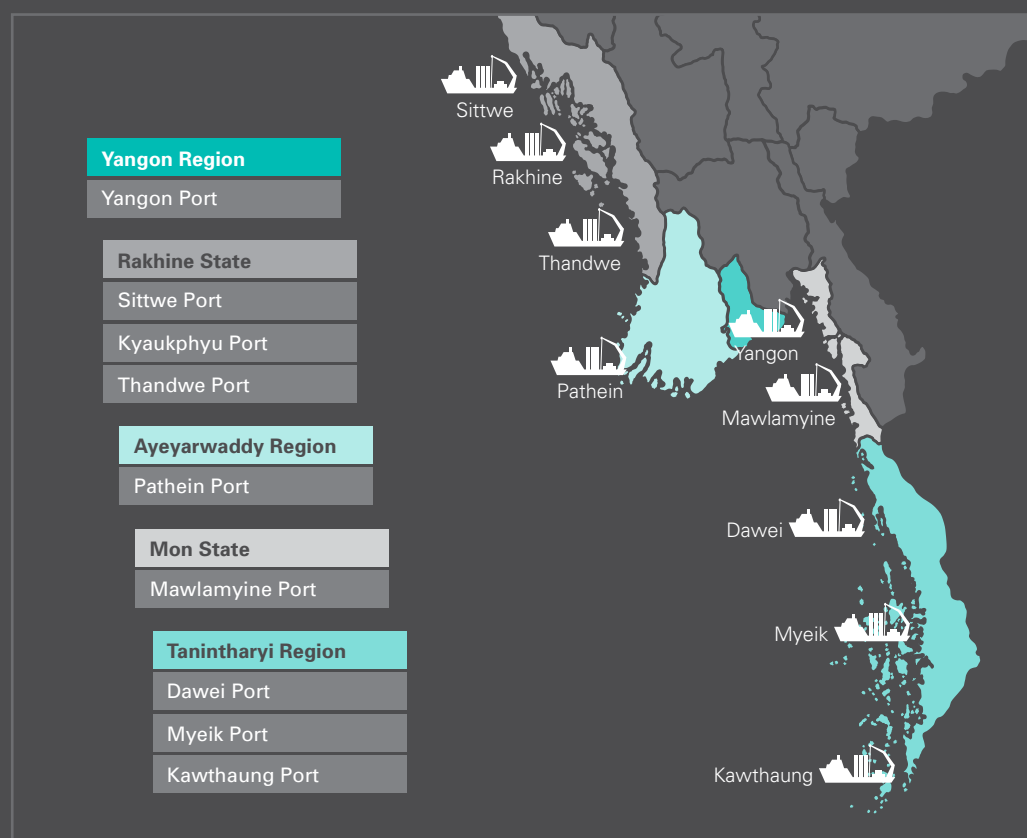 Yangon Region
Yangon Port
Rakhine State
Sittwe Port
Kyaukphyu Port
Thandwe Port
Ayeyarwaddy Region
Pathein Port
Mon State
Mawlamyine Port
Tanintharyi Region
Dawei Port
Myeik Port
Kawthaung Port
Sittwe
Rakhine
Thandwe
Pathein
Yangon
Mawlamyine
Dawei
Myeik
Kawthaung